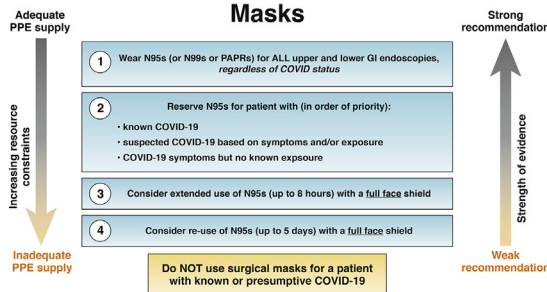 Masks
Adequate
PPE supply
Increasing resource
constraints
Inadequate
PPE supply
1
Wear N95s (or N99s or PAPRs) for ALL upper and lower GI endoscopies,
regardless of COVID status
2
Reserve N95s for patient with (in order of priority):
• known COVID-19
• suspected COVID-19 based on symptoms and/or exposure
• COVID-19 symptoms but no known expsoure
3
Consider extended use of N95s (up to 8 hours) with a full face shield
4
Consider re-use of N95s (up to 5 days) with a full face shield
Do NOT use surgical masks for a patient
with known or presumptive COVID-19
Strong
recommendation
Strength of evidence
Weak
recommendation